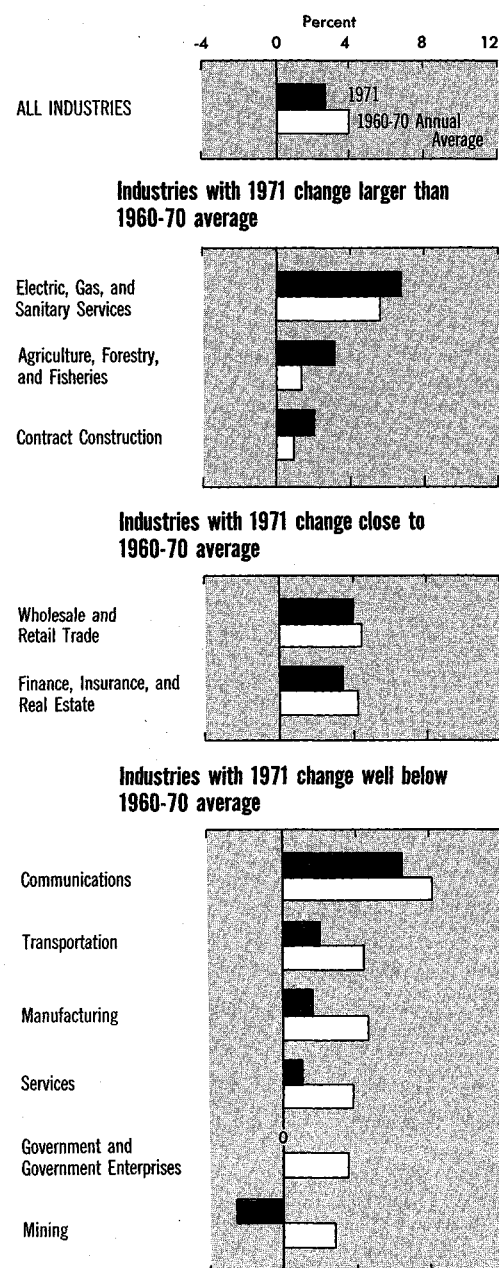 Percent
-4 0 4 8 12
ALL INDUSTRIES
1971
1960-70 Annual
Average
Industries with 1971 change larger than
1960-70 average
Electric, Gas, and
Sanitary Services
Agriculture, Forestry,
and Fisheries
Contract Construction
Industries with 1971 change close to
1960-70 average
Wholesale and
Retail Trade
Finance, Insurance, and
Real Estate
Industries with 1971 change well below
1960-70 average
Communications
Transportation
Manufacturing
Services
0
Government and
Government Enterprises
Mining